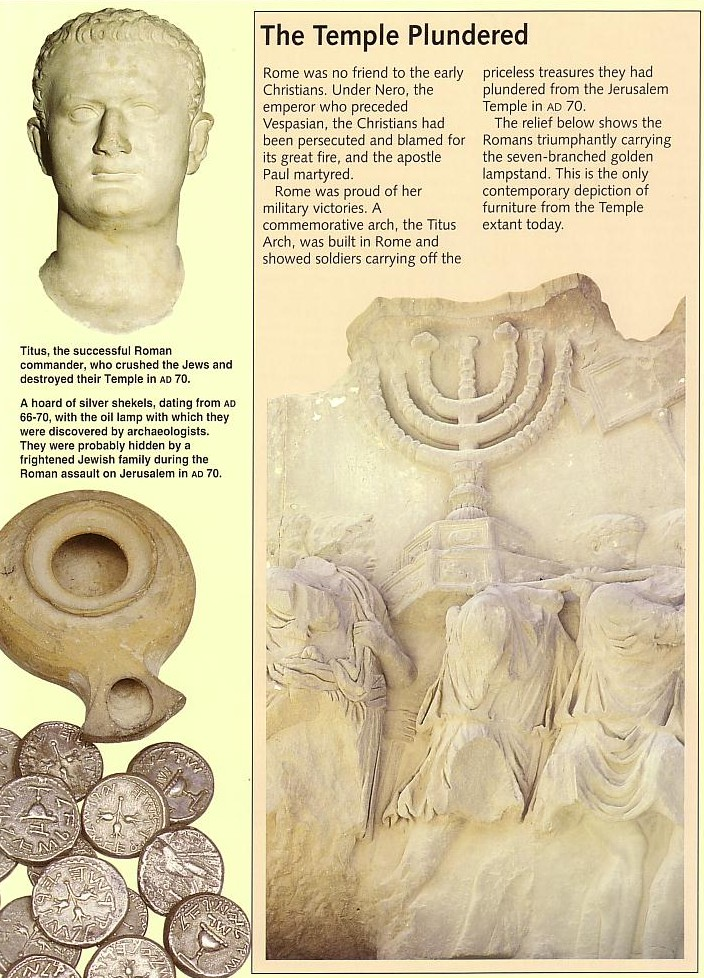 The Temple Plundered
Rome was no friend to the early
Christians. Under Nero, the
emperor who preceded
Vespasian, the Christians had
been persecuted and blamed for
its great fire, and the apostle
Paul martyred.
Rome was proud of her
military victories. A
commemorative arch, the Titus
Arch, was built in Rome and
showed soldiers carrying off the
priceless treasures they had
plundered from the Jerusalem
Temple in AD 70.
The relief below shows the
Romans triumphantly carrying
the seven-branched golden
lampstand. This is the only
contemporary depiction of
furniture from the Temple
extant today.
Titus, the successful Roman
commander, who crushed the Jews and
destroyed their Temple in AD 70.
A hoard of silver shekels, dating from AD
66-70, with the oil lamp with which they
were discovered by archaeologists.
They were probably hidden by a
frightened Jewish family during the
Roman assault on Jerusalem in AD 70.